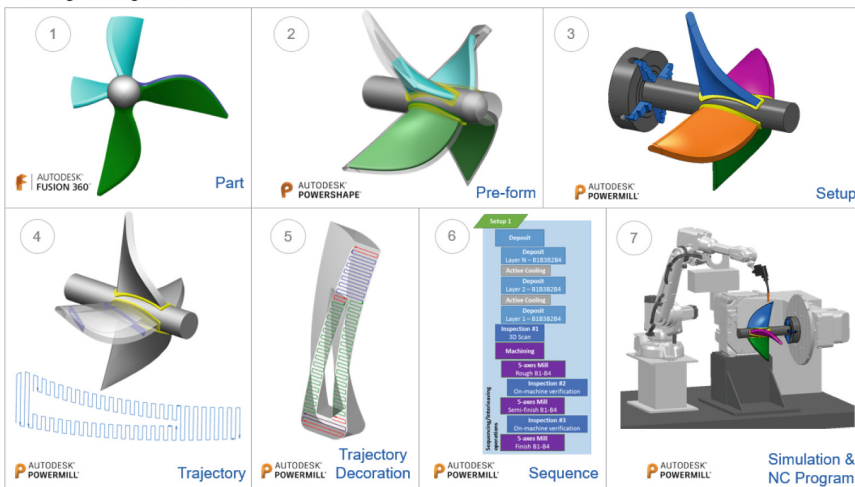 1
AUTODESK®
FUSION 360®
Part
2
AUTODESK®
POWERSHAPE®
Pre-form
3
AUTODESK®
POWERMILL®
Setup
4
AUTODESK®
POWERMILL®
Trajectory
5
AUTODESK®
POWERMILL®
Trajectory
Decoration
6
Setup 1
Deposit
Deposit
Layer N – B1B3B2B4
Active Cooling
Deposit
Layer 2 – B1B3B2B4
Active Cooling
Deposit
Layer 1 – B1B3B2B4
Inspection #1
3D Scan
Machining
5-axes Mill
Rough B1-B4
Inspection #2
On-machine verification
5-axes Mill
Semi-finish B1-B4
Inspection #3
On-machine verification
5-axes Mill
Finish B1-B4
Sequencing/Interleaving
operations
AUTODESK®
POWERMILL®
Sequence
7
AUTODESK®
POWERMILL®
Simulation &
NC Program